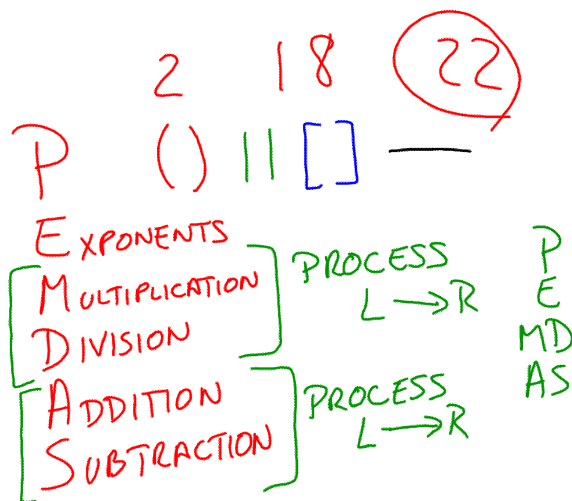 2 18 22
P () || [] —
EXPONENTS
MULTIPLICATION
DIVISION
PROCESS
L → R
ADDITION
SUBTRACTION
PROCESS
L → R
P
E
MD
AS